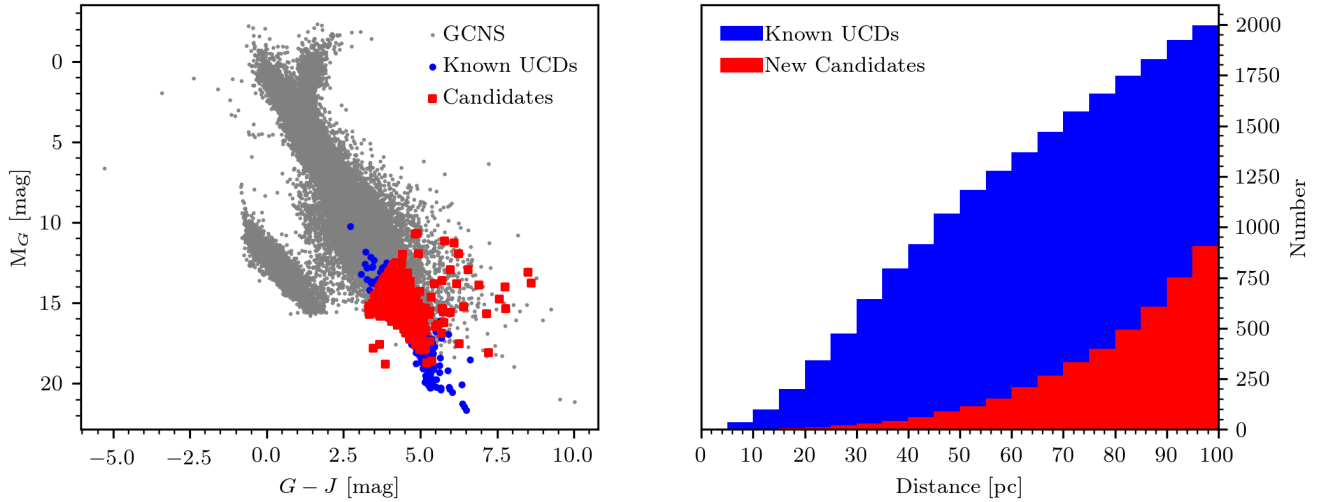 GCNS
Known UCDs
Candidates
0
5
10
15
20
M_G [mag]
−5.0 −2.5 0.0 2.5 5.0 7.5 10.0
G − J [mag]
Known UCDs
New Candidates
2000
1750
1500
1250
1000
750
500
250
0
Number
0 10 20 30 40 50 60 70 80 90 100
Distance [pc]